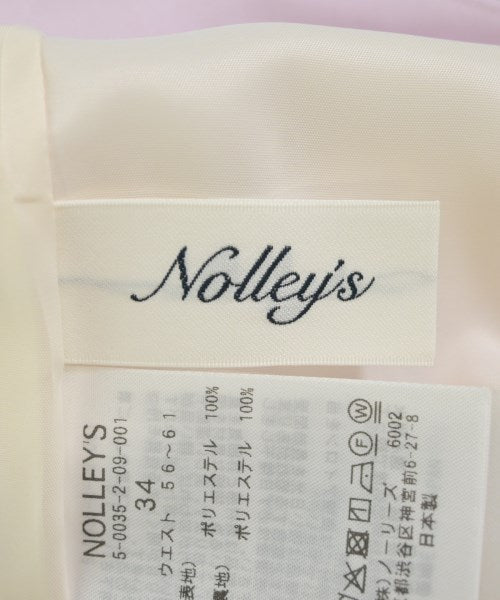 Nolley's
NOLLEY'S
5-0035-2-09-001
34
ウエスト 56~61
表地) ポリエステル 100%
裏地) ポリエステル 100%
W
株)ノーリーズ 6002
都渋谷区神宮前6-27-8
日本製